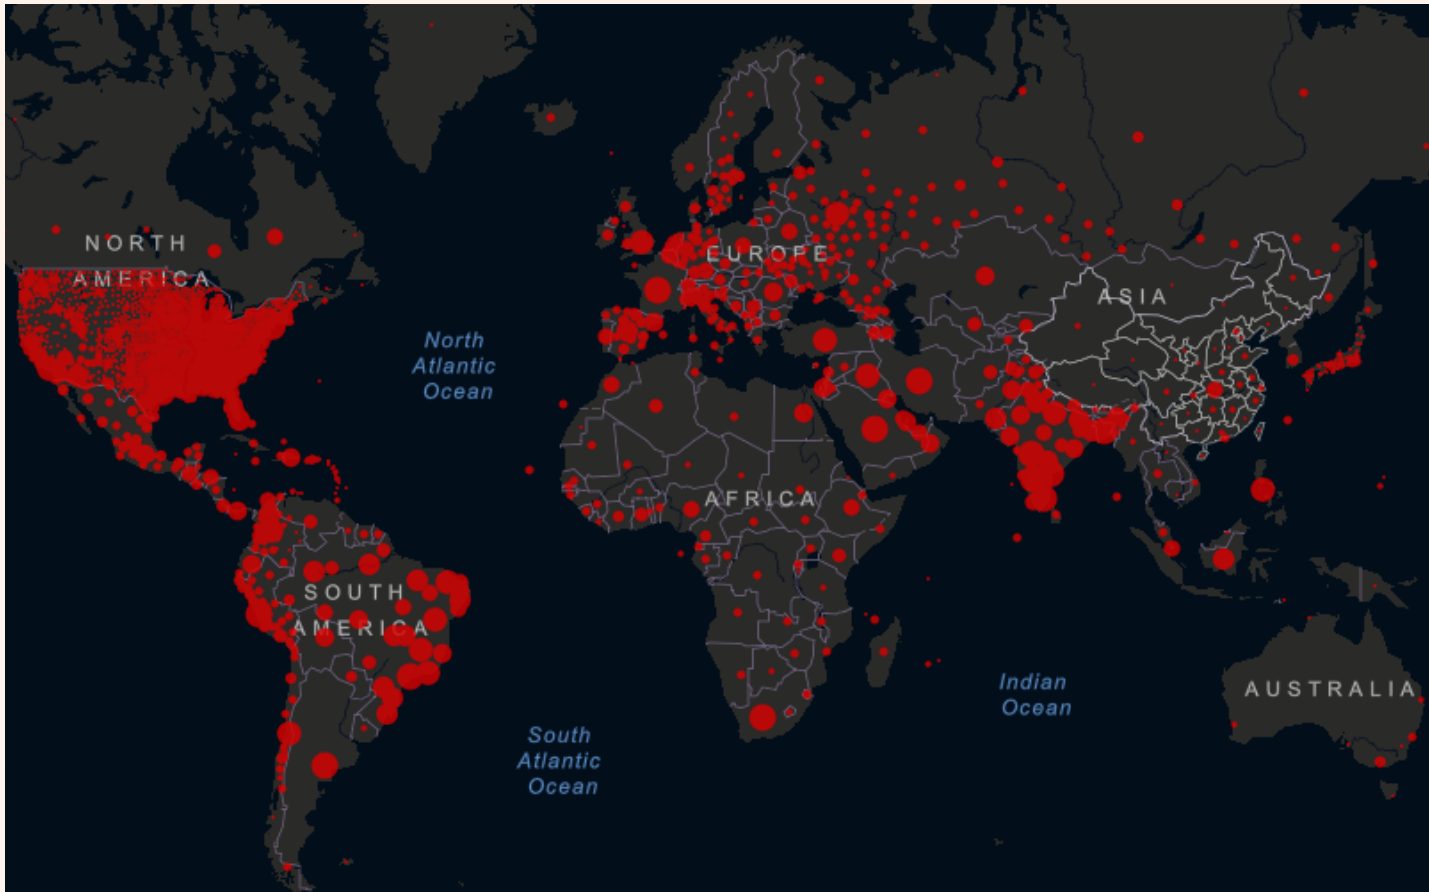 NORTH
AMERICA
EUROPE
ASIA
North
Atlantic
Ocean
AFRICA
SOUTH
AMERICA
Indian
Ocean
AUSTRALIA
South
Atlantic
Ocean